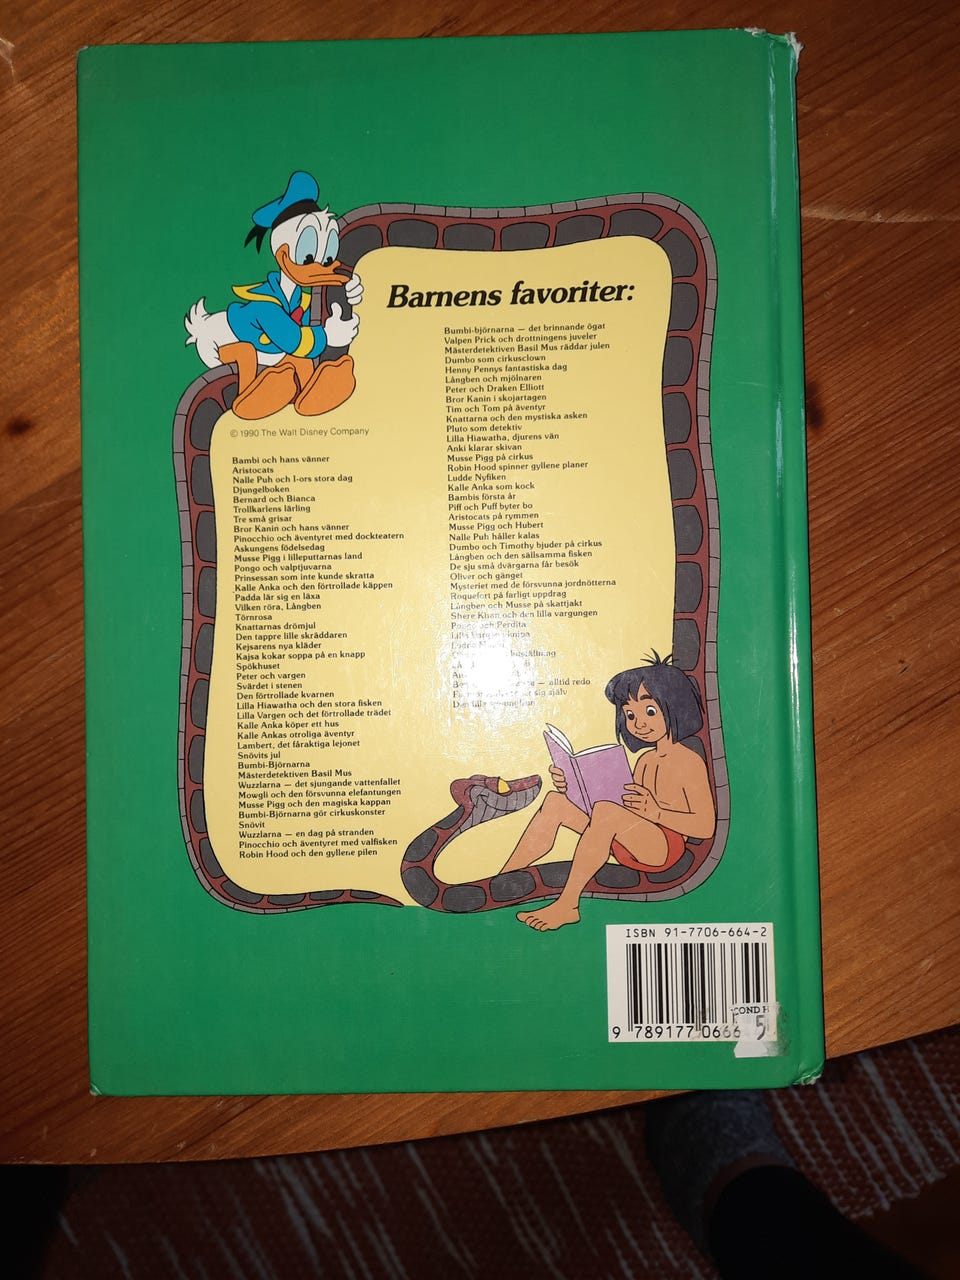 Barnens favoriter:
© 1990 The Walt Disney Company
Bambi och hans vänner
Aristocats
Nalle Puh och I-ors stora dag
Djungelboken
Bernard och Bianca
Trollkarlens lärling
Tre små grisar
Bror Kanin och hans vänner
Pinocchio och äventyret med dockteatern
Askungens födelsedag
Musse Pigg i lilleputtarnas land
Pongo och valptjuvarna
Prinsessan som inte kunde skratta
Kalle Anka och den förtrollade käppen
Padda lär sig en läxa
Vilken röra, Långben
Törnrosa
Knattarnas drömjul
Den tappre lille skräddaren
Kejsarens nya kläder
Kajsa kokar soppa på en knapp
Spökhuset
Peter och vargen
Svärdet i stenen
Den förtrollade kvarnen
Lilla Hiawatha och den stora fisken
Lilla Vargen och det förtrollade trädet
Kalle Anka köper ett hus
Kalle Ankas otroliga äventyr
Lambert, det fåraktiga lejonet
Snövits jul
Bumbi-Björnarna
Mästerdetektiven Basil Mus
Wuzzlarna — det sjungande vattenfallet
Mowgli och den försvunna elefantungen
Musse Pigg och den magiska kappan
Bumbi-Björnarna gör cirkuskonster
Snövit
Wuzzlarna — en dag på stranden
Pinocchio och äventyret med valfisken
Robin Hood och den gyllene pilen
Bumbi-björnarna — det brinnande ögat
Valpen Prick och drottningens juveler
Mästerdetektiven Basil Mus räddar julen
Dumbo som cirkusclown
Henny Pennys fantastiska dag
Långben och mjölnaren
Peter och Draken Elliott
Bror Kanin i skojartagen
Tim och Tom på äventyr
Knattarna och den mystiska asken
Pluto som detektiv
Lilla Hiawatha, djurens vän
Anki klarar skivan
Musse Pigg på cirkus
Robin Hood spinner gyllene planer
Ludde Nyfiken
Kalle Anka som kock
Bambis första år
Piff och Puff byter bo
Aristocats på rymmen
Musse Pigg och Hubert
Nalle Puh håller kalas
Dumbo och Timothy bjuder på cirkus
Långben och den sällsamma fisken
De sju små dvärgarna får besök
Oliver och gänget
Mysteriet med de försvunna jordnötterna
Roquefort på farligt uppdrag
Långben och Musse på skattjakt
Shere Khan och den lilla vargungen
Pongo och Perdita
— alltid redo
sig själv
ISBN 91-7706-664-2
9 789177 0666
COND H
5